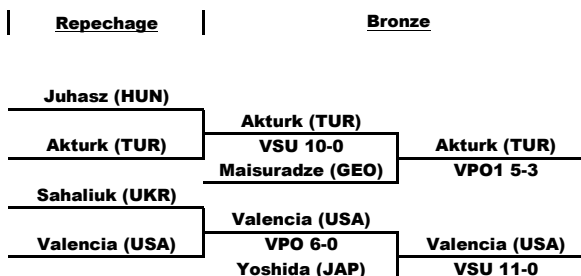 Repechage
Bronze
Juhasz (HUN)
Akturk (TUR)
Akturk (TUR)
VSU 10-0
Akturk (TUR)
Maisuradze (GEO)
VPO1 5-3
Sahaliuk (UKR)
Valencia (USA)
Valencia (USA)
VPO 6-0
Valencia (USA)
Yoshida (JAP)
VSU 11-0